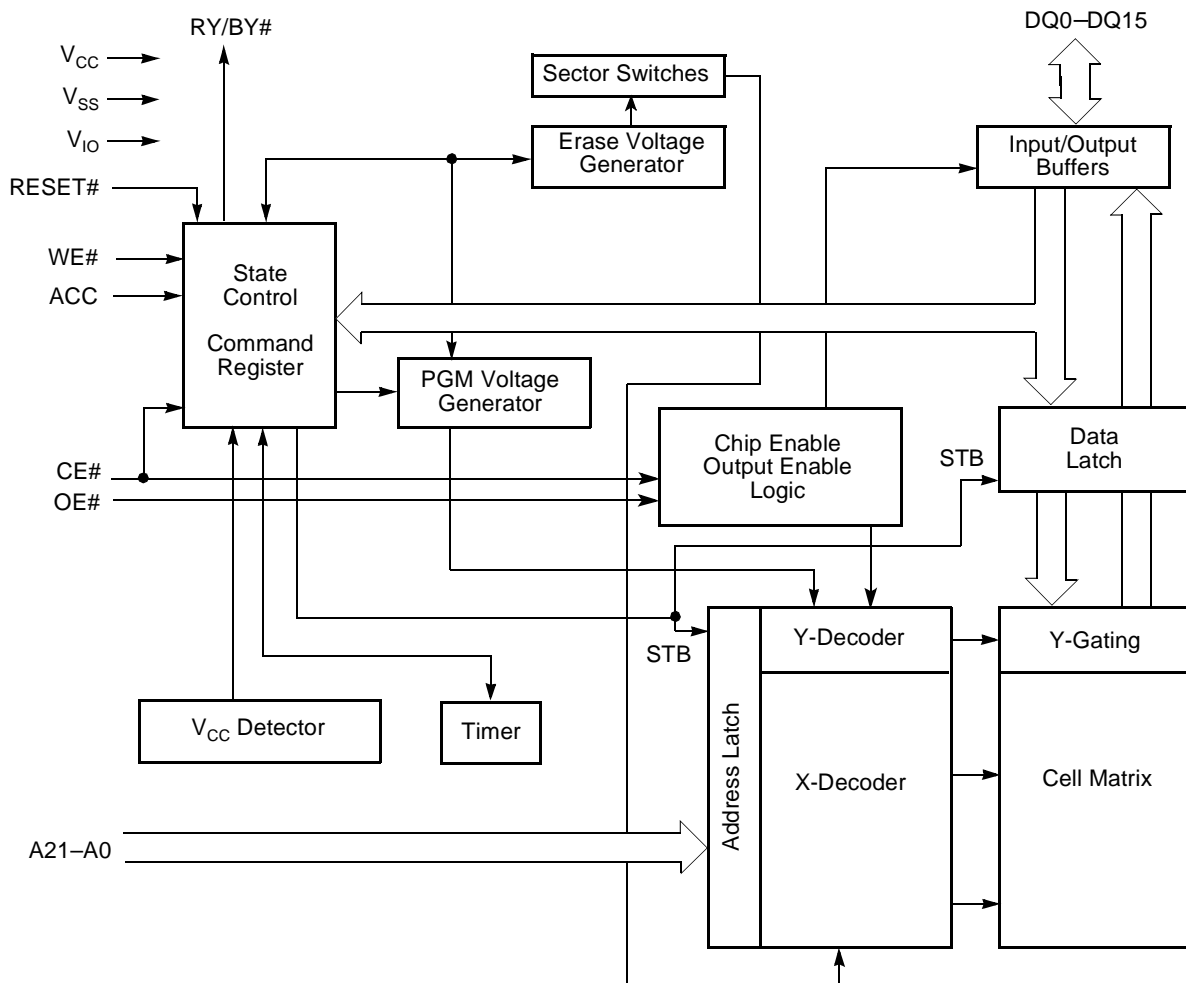 RY/BY#
DQ0–DQ15
VCC
VSS
VIO
RESET#
WE#
ACC
CE#
OE#
Sector Switches
Erase Voltage
Generator
Input/Output
Buffers
State
Control
Command
Register
PGM Voltage
Generator
Chip Enable
Output Enable
Logic
STB
Data
Latch
STB
Y-Decoder
Y-Gating
VCC Detector
Timer
Address Latch
X-Decoder
Cell Matrix
A21–A0